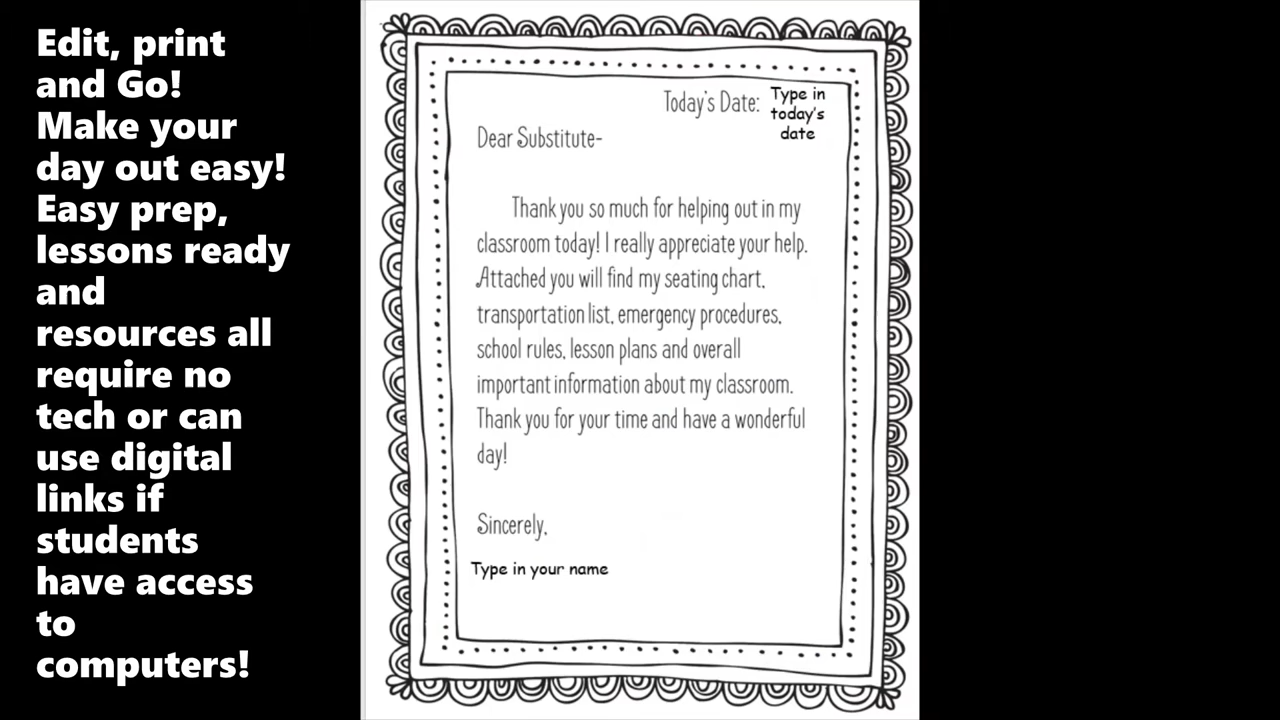 Edit, print
and Go!
Make your
day out easy!
Easy prep,
lessons ready
and
resources all
require no
tech or can
use digital
links if
students
have access
to
computers!
Today's Date: Type in
today's
date
Dear Substitute-
Thank you so much for helping out in my
classroom today! I really appreciate your help.
Attached you will find my seating chart,
transportation list, emergency procedures,
school rules, lesson plans and overall
important information about my classroom.
Thank you for your time and have a wonderful
day!
Sincerely,
Type in your name